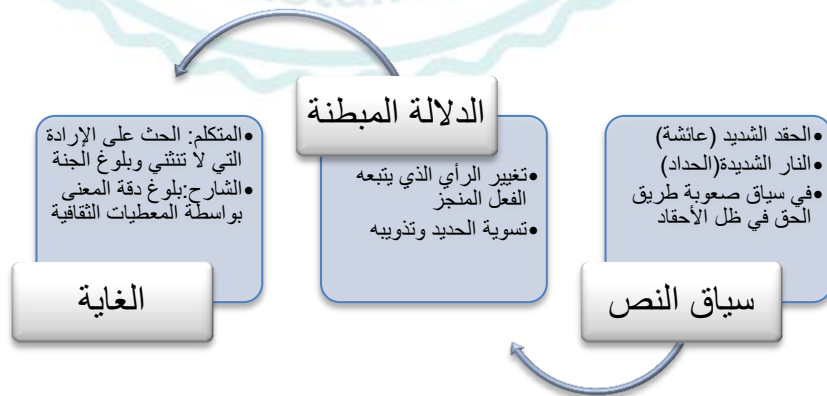 سياق النص
•الحقد الشديد (عائشة)
•النار الشديدة(الحداد)
•في سياق صعوبة طريق
الحق في ظل الأحقاد
الدلالة المبطنة
•تغيير الرأي الذي يتبعه
الفعل المنجز
•تسوية الحديد وتذويبه
الغاية
•المتكلم: الحث على الإرادة
التي لا تنثني وبلوغ الجنة
•الشارح:بلوغ دقة المعنى
بواسطة المعطيات الثقافية